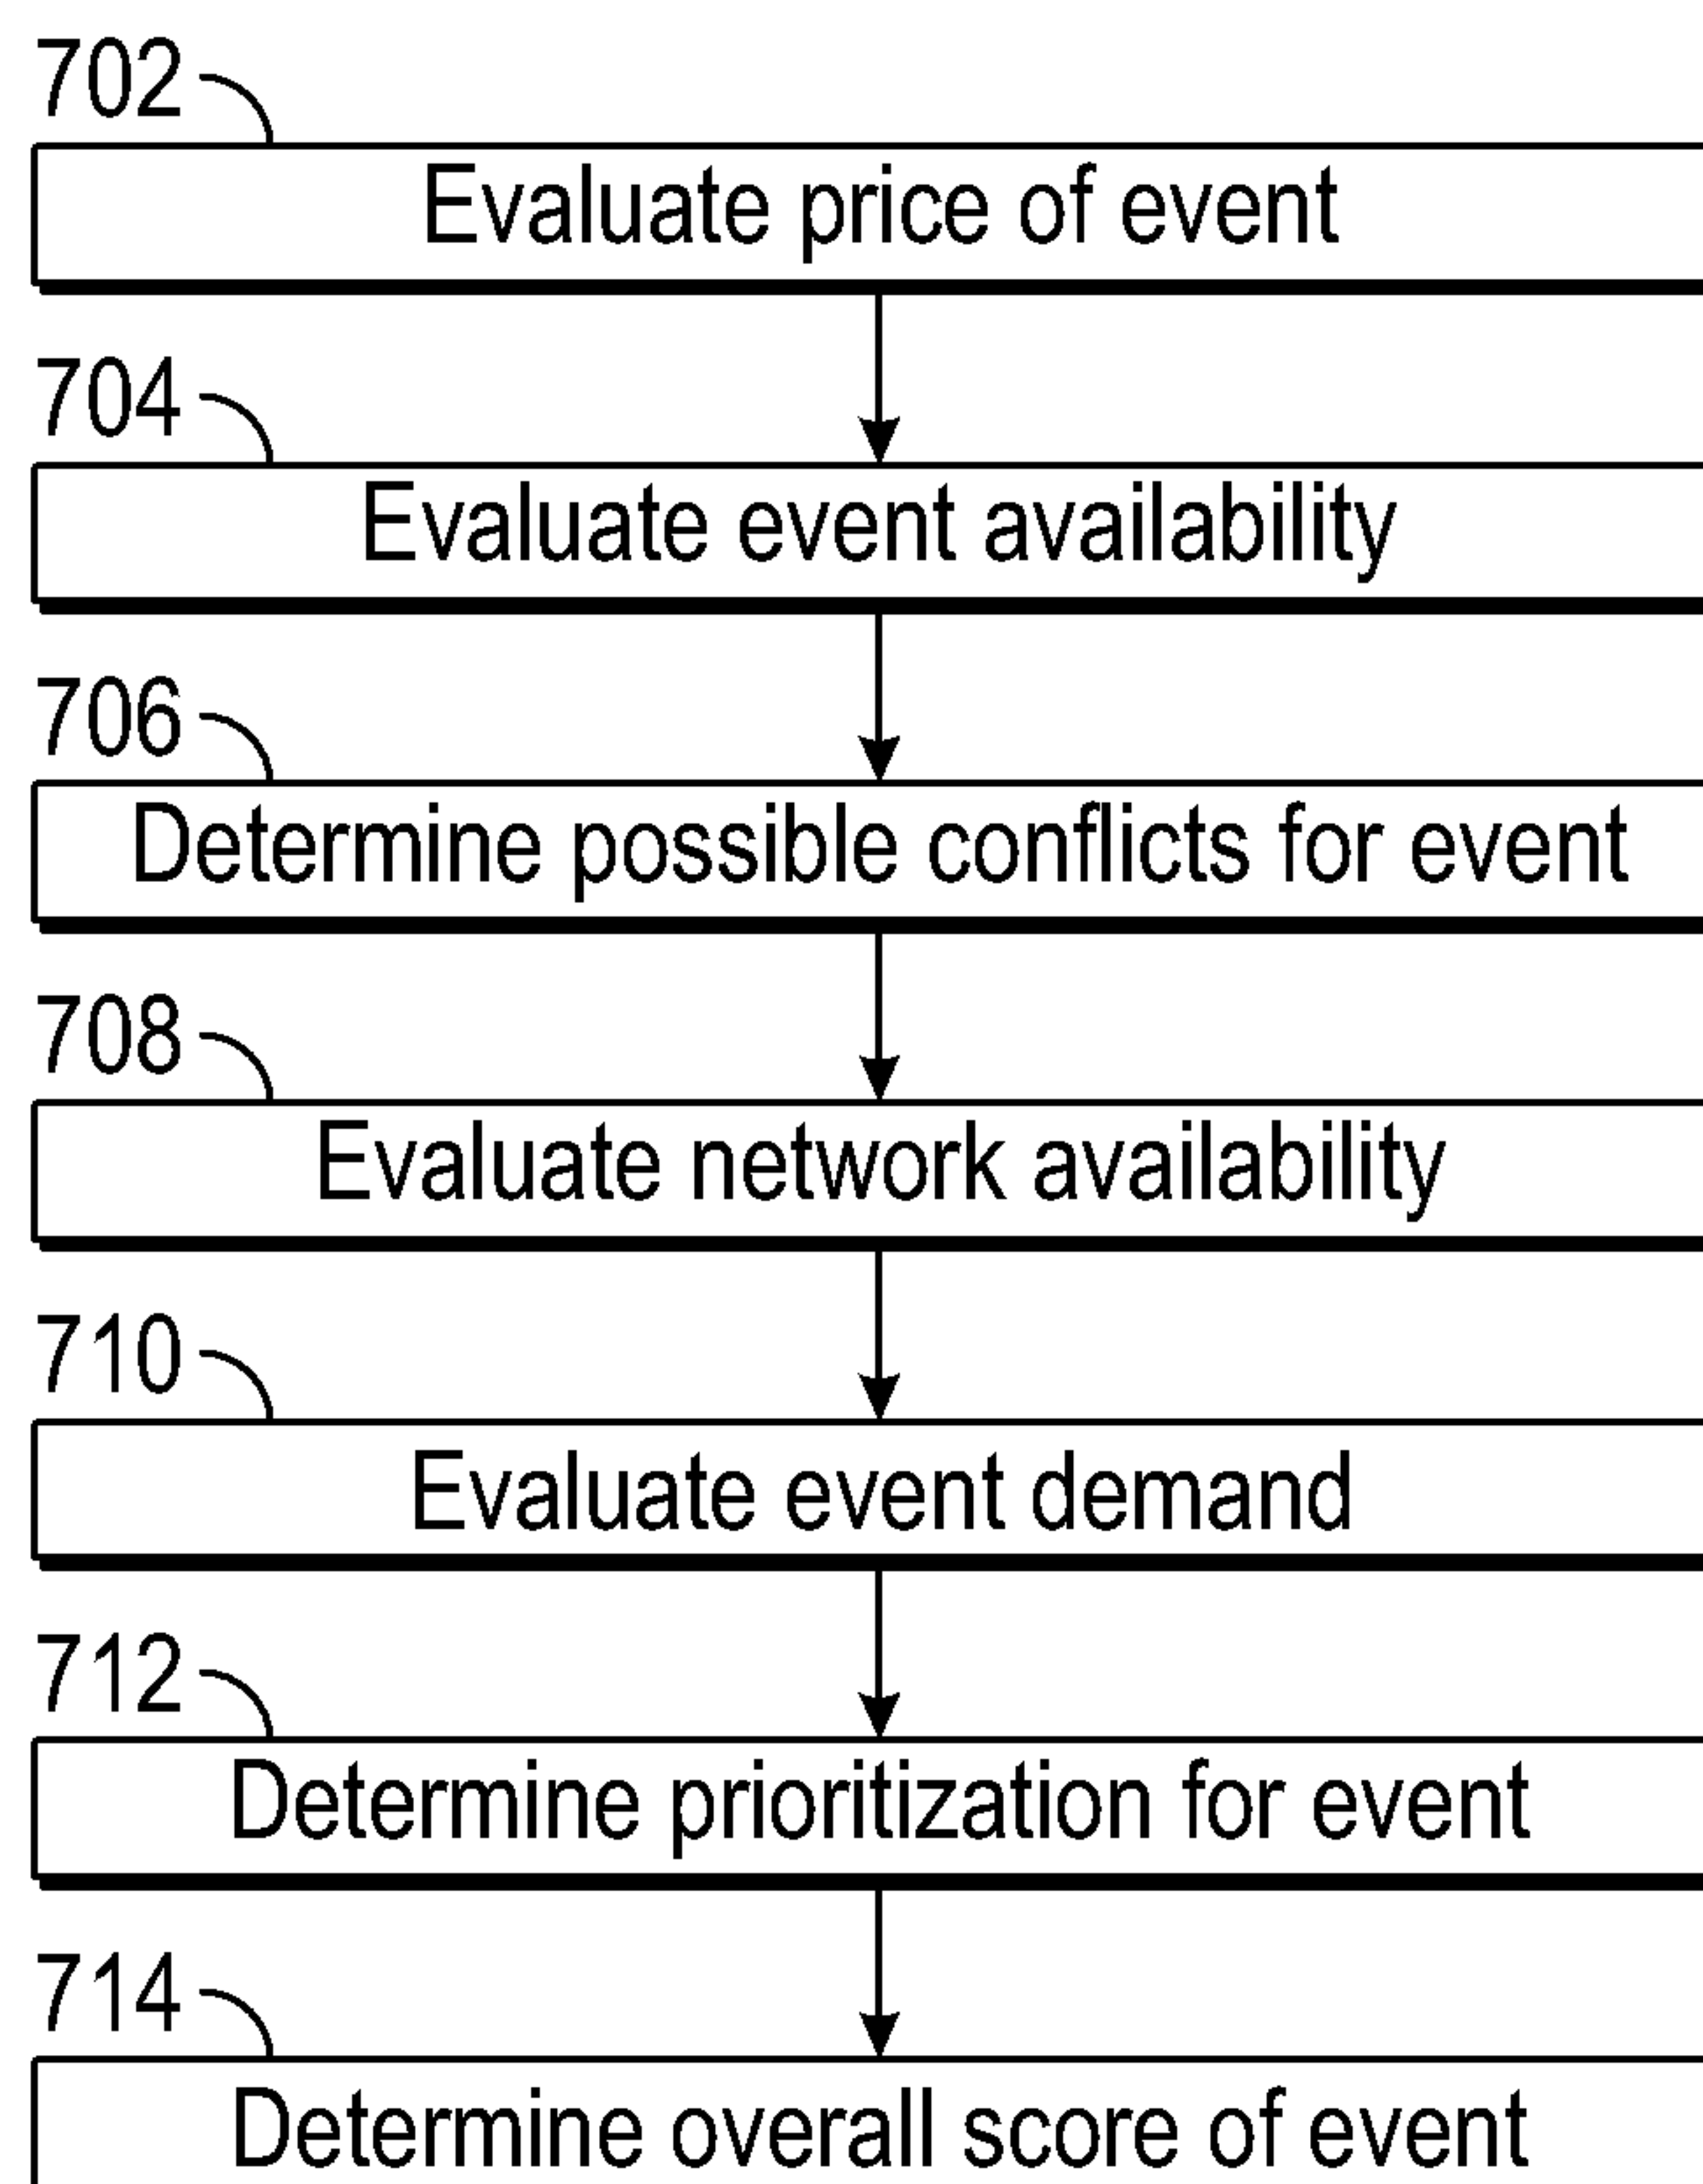 702
Evaluate price of event
704
Evaluate event availability
706
Determine possible conflicts for event
708
Evaluate network availability
710
Evaluate event demand
712
Determine prioritization for event
714
Determine overall score of event